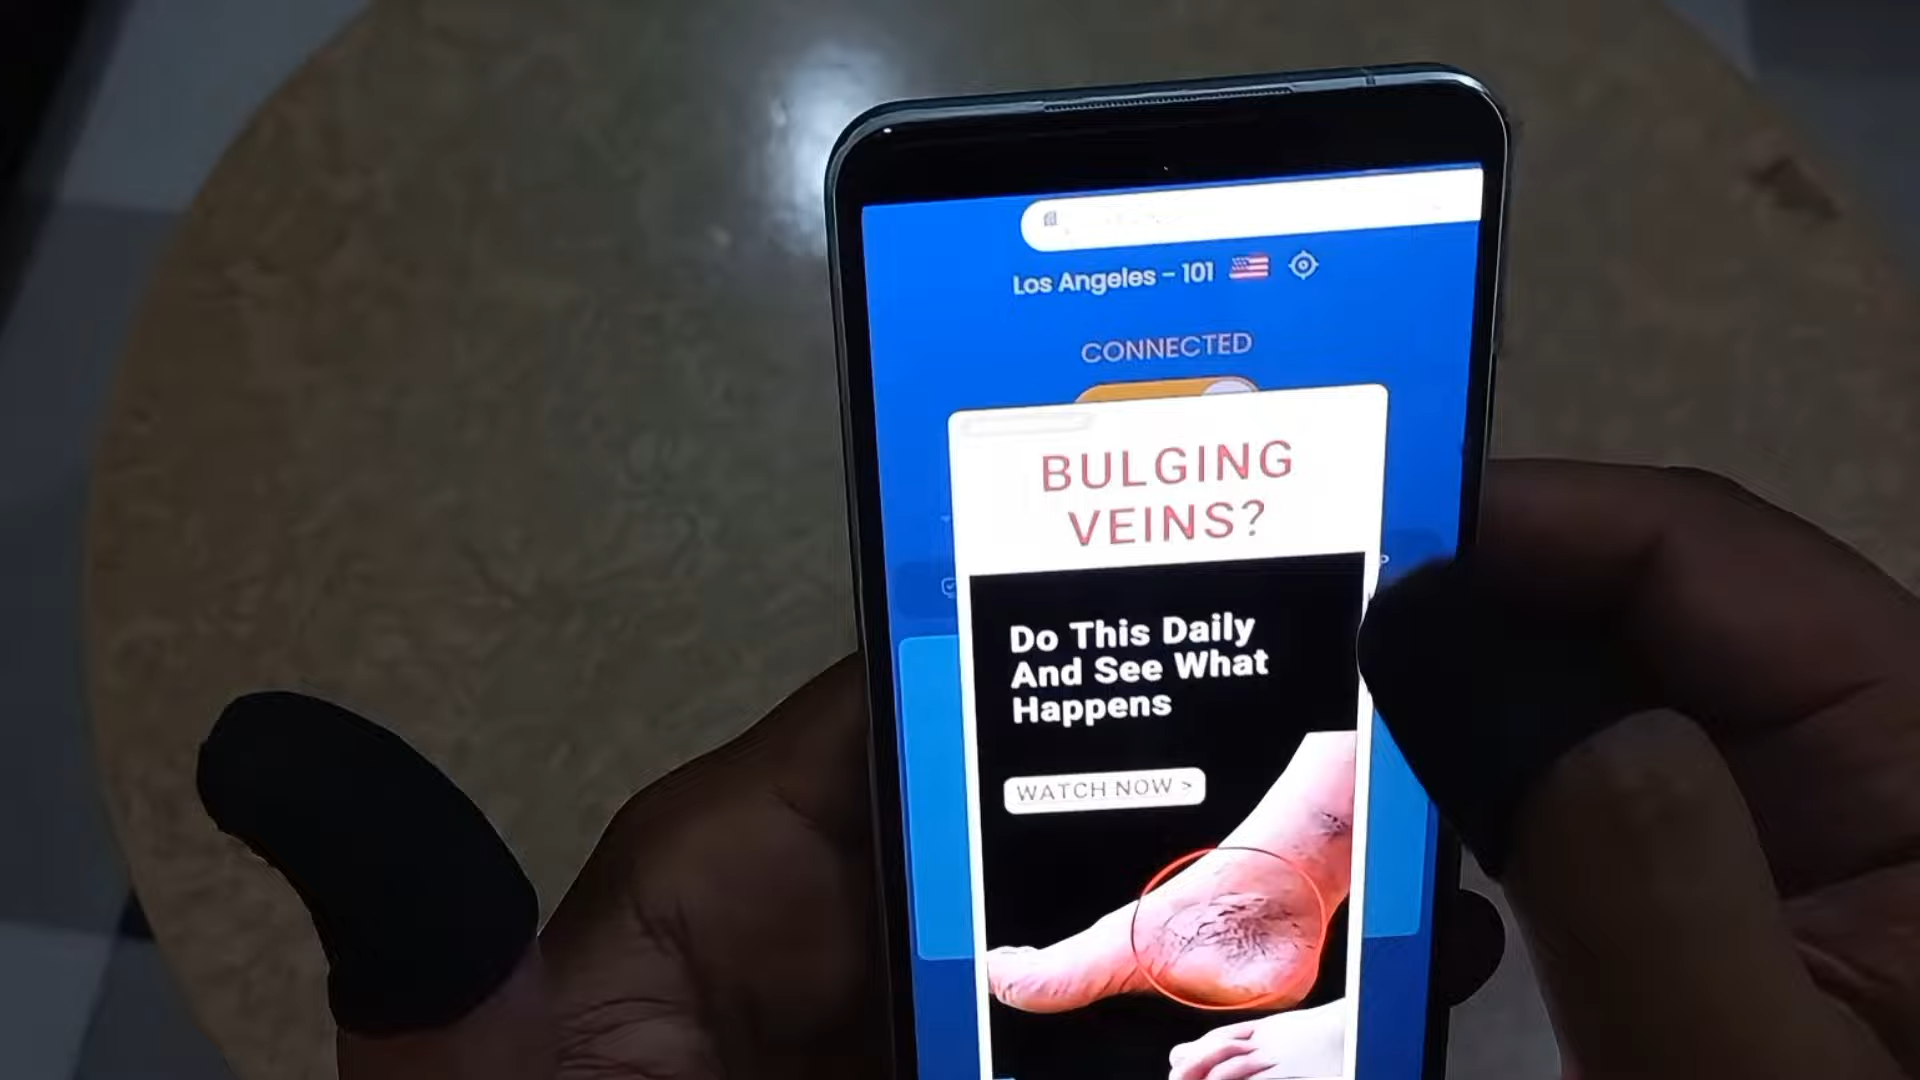 Los Angeles - 101
CONNECTED
BULGING
VEINS?
Do This Daily
And See What
Happens
WATCH NOW >